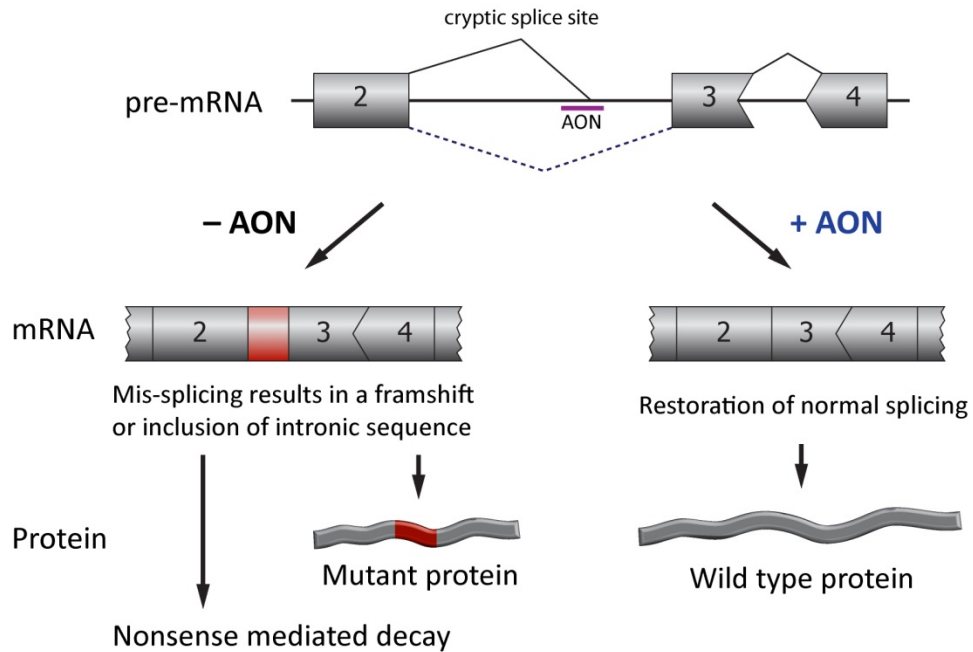 cryptic splice site
pre-mRNA
2
3
4
AON
– AON
+ AON
mRNA
2
3
4
2
3
4
Mis-splicing results in a framshift
or inclusion of intronic sequence
Restoration of normal splicing
Protein
Mutant protein
Wild type protein
Nonsense mediated decay